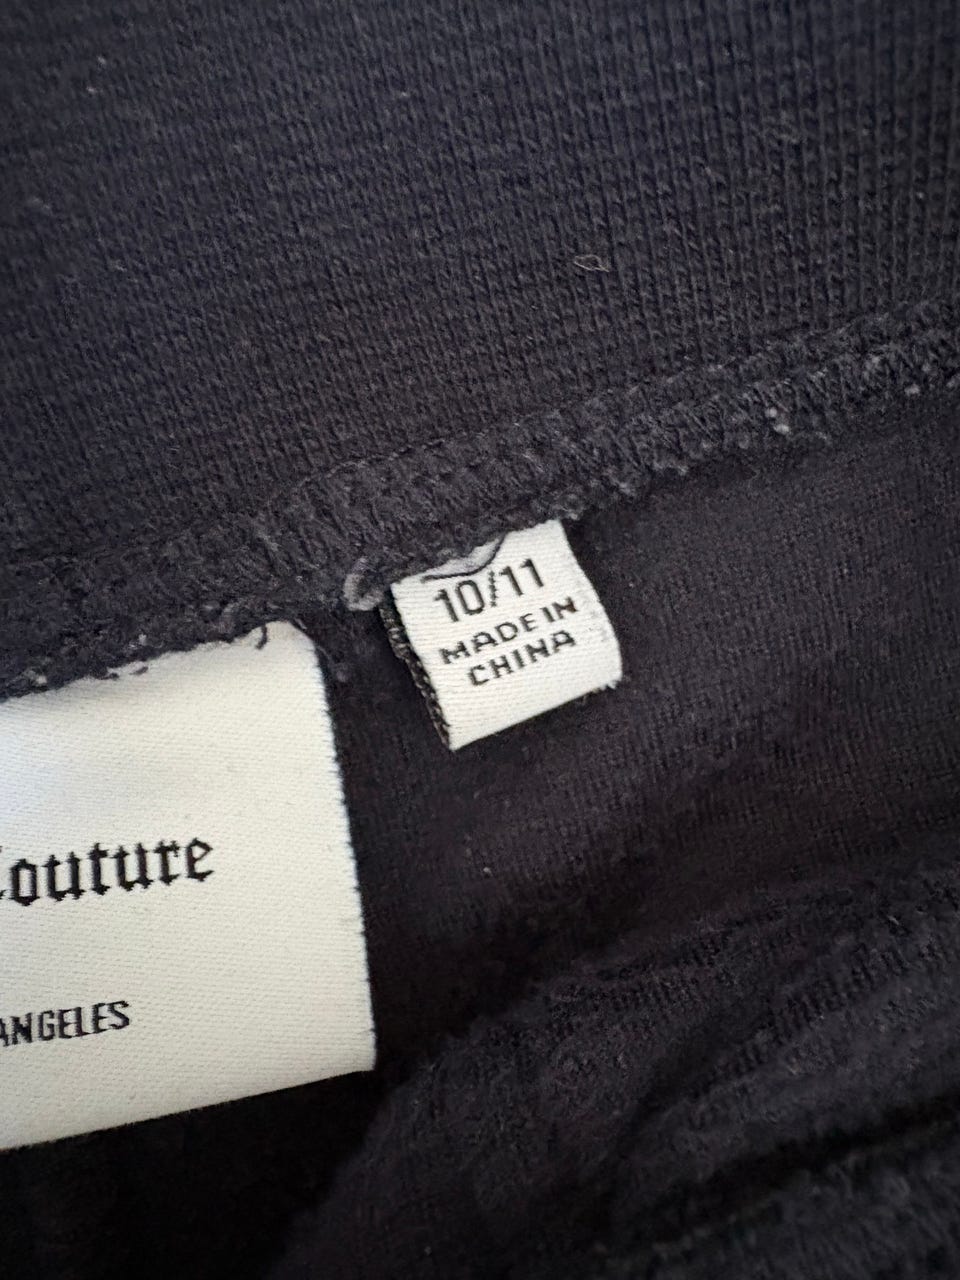 10/11
MADE IN
CHINA
Couture
ANGELES